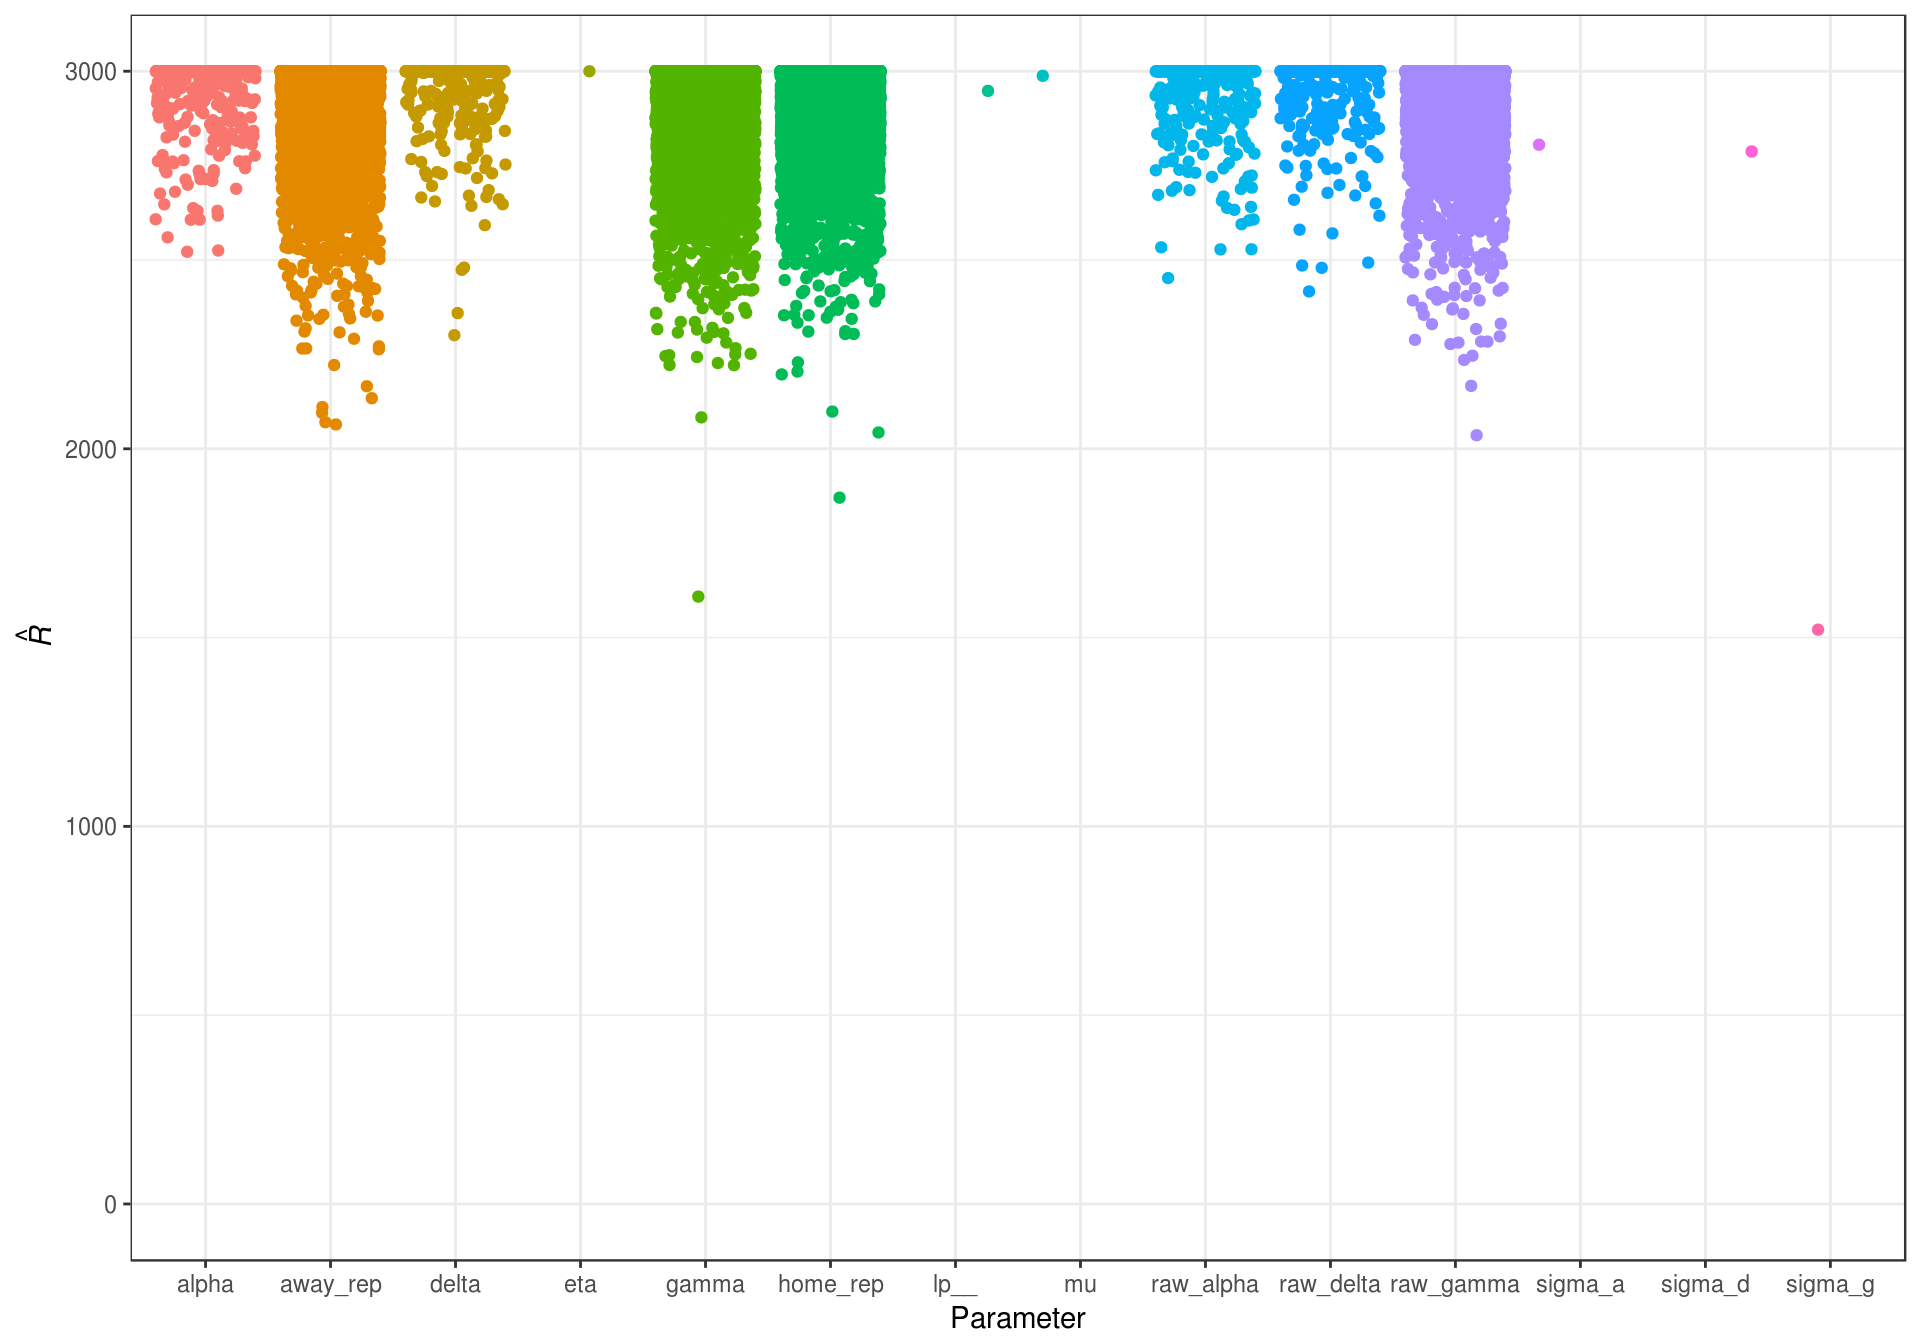 3000
2000
1000
0
R̂
alpha away_rep delta eta gamma home_rep lp__ mu raw_alpha raw_delta raw_gamma sigma_a sigma_d sigma_g
Parameter